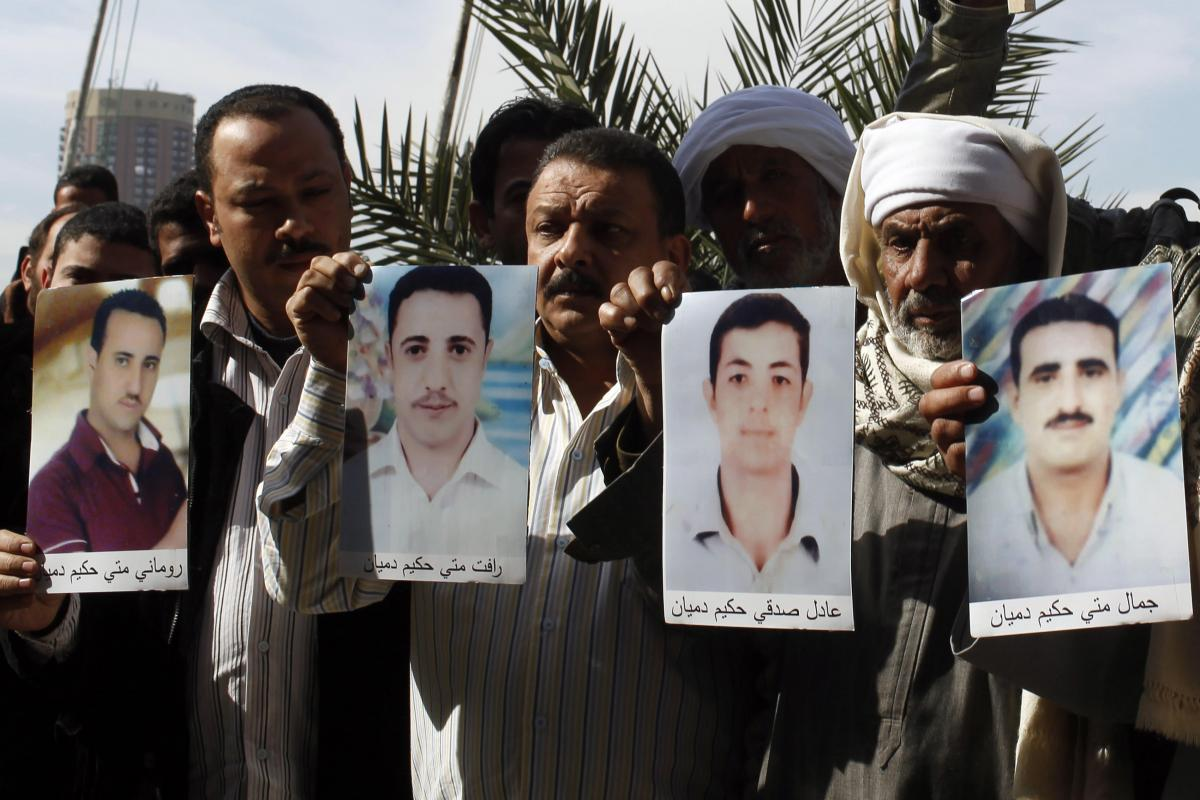 جمال متي حكيم دميان
عادل صدقي حكيم دميان
رافت متي حكيم دميان
روماني متي حكيم